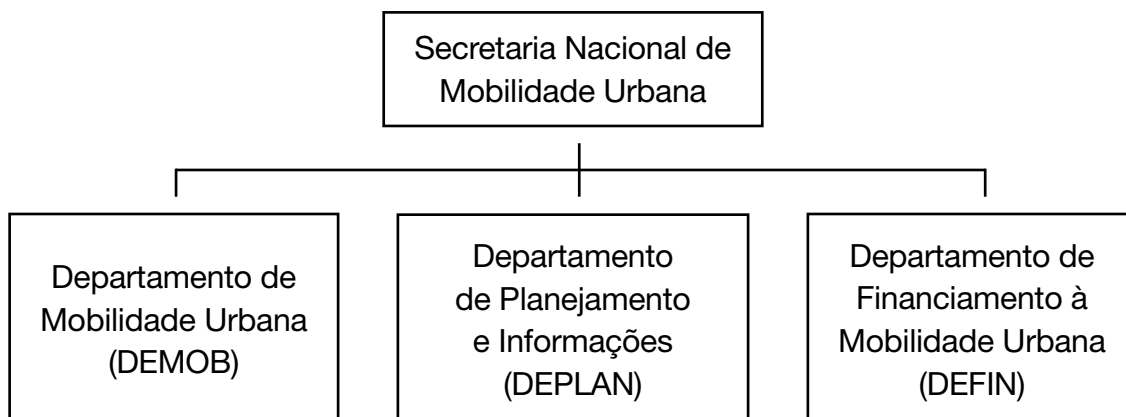 Secretaria Nacional de
Mobilidade Urbana
Departamento de
Mobilidade Urbana
(DEMOB)
Departamento
de Planejamento
e Informações
(DEPLAN)
Departamento de
Financiamento à
Mobilidade Urbana
(DEFIN)